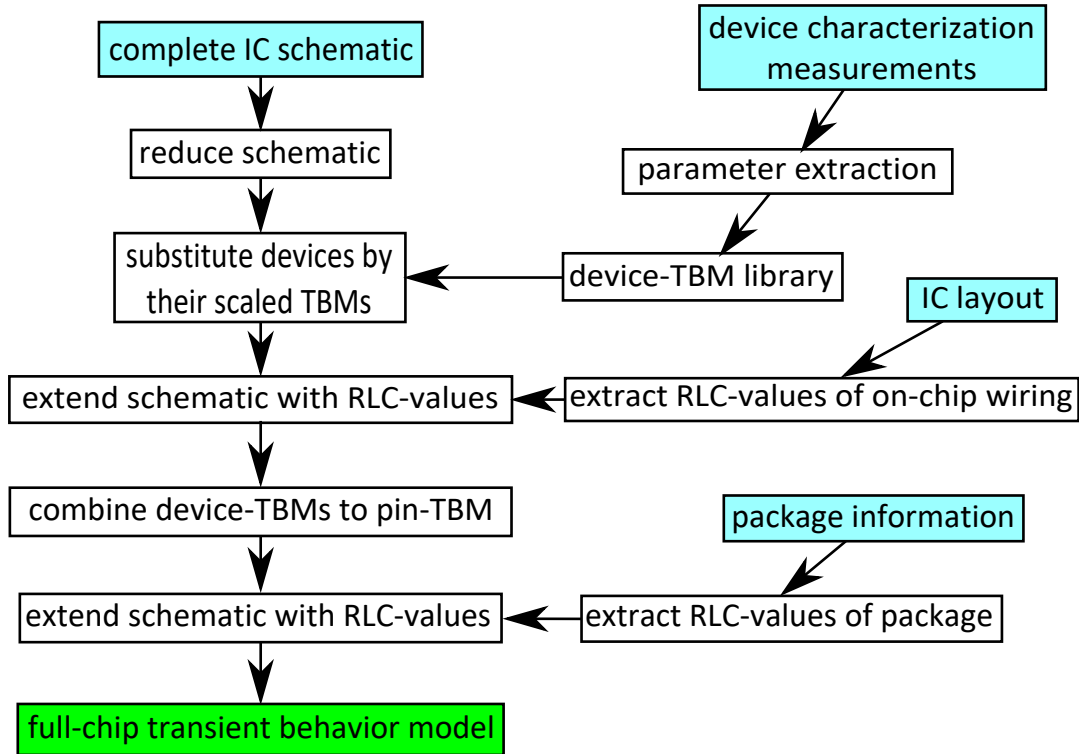 complete IC schematic
device characterization
measurements
reduce schematic
parameter extraction
substitute devices by
their scaled TBMs
device-TBM library
IC layout
extend schematic with RLC-values
extract RLC-values of on-chip wiring
combine device-TBMs to pin-TBM
package information
extend schematic with RLC-values
extract RLC-values of package
full-chip transient behavior model